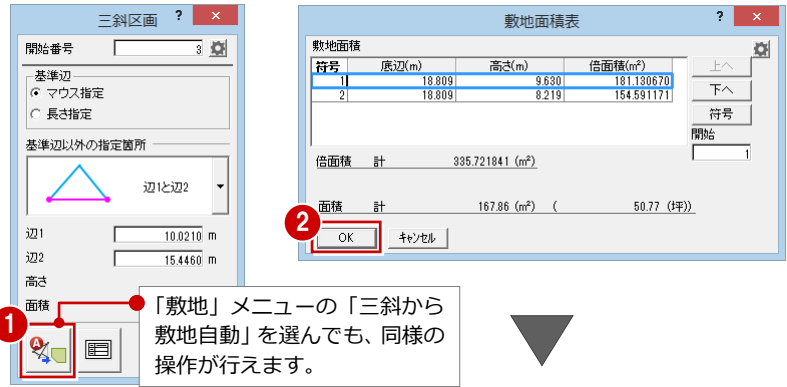 三斜区画 ? ×
開始番号 3
基準辺
マウス指定
長さ指定
基準辺以外の指定箇所
辺1と辺2
辺1 10.0210 m
辺2 15.4460 m
高さ
面積
1
「敷地」メニューの「三斜から
敷地自動」を選んでも、同様の
操作が行えます。
敷地面積表 ? ×
敷地面積
符号 底辺(m) 高さ(m) 倍面積(㎡)
1 18.809 9.630 181.130670
2 18.809 8.219 154.591171
上へ
下へ
符号
開始
1
倍面積 計 335.721841 (㎡)
面積 計 167.86 (㎡) ( 50.77 (坪))
2
OK キャンセル